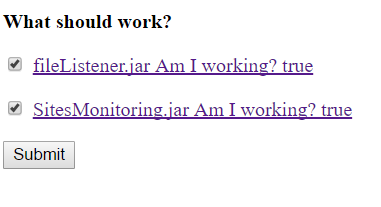 What should work?
fileListener.jar Am I working? true
SitesMonitoring.jar Am I working? true
Submit